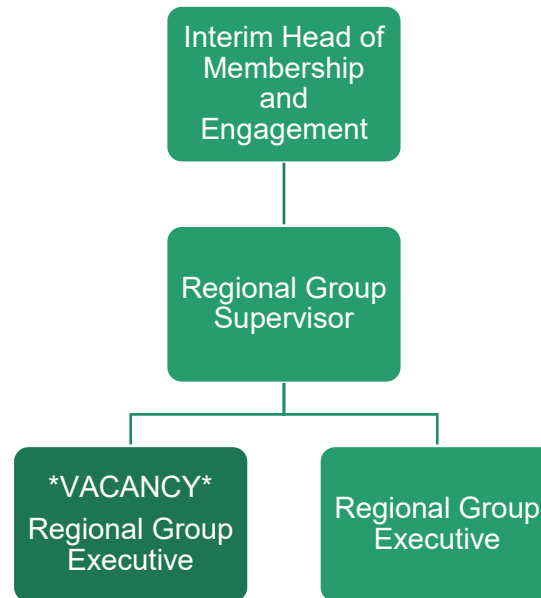 Interim Head of
Membership
and
Engagement
Regional Group
Supervisor
*VACANCY*
Regional Group
Executive
Regional Group
Executive